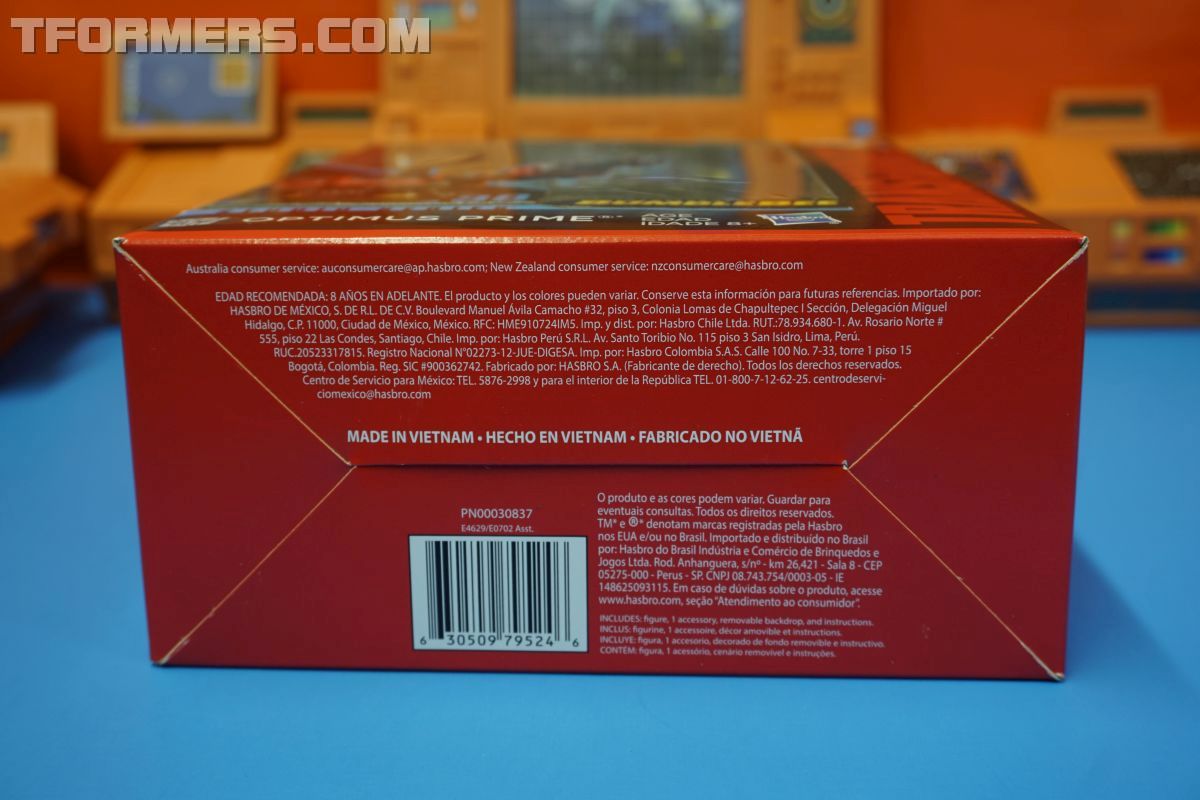 TFORMERS.COM
BUMBLEBEE
OPTIMUS PRIME®*
AGE
EDAD
IDADE 8+
Hasbro
Australia consumer service: auconsumercare@ap.hasbro.com; New Zealand consumer service: nzconsumercare@hasbro.com
EDAD RECOMENDADA: 8 AÑOS EN ADELANTE. El producto y los colores pueden variar. Conserve esta información para futuras referencias. Importado por:
HASBRO DE MÉXICO, S. DE R.L. DE C.V. Boulevard Manuel Ávila Camacho #32, piso 3, Colonia Lomas de Chapultepec I Sección, Delegación Miguel
Hidalgo, C.P. 11000, Ciudad de México, México. RFC: HME910724IM5. Imp. y dist. por: Hasbro Chile Ltda. RUT.:78.934.680-1. Av. Rosario Norte #
555, piso 22 Las Condes, Santiago, Chile. Imp. por: Hasbro Perú S.R.L. Av. Santo Toribio No. 115 piso 3 San Isidro, Lima, Perú.
RUC.20523317815. Registro Nacional N°02273-12-JUE-DIGESA. Imp. por: Hasbro Colombia S.A.S. Calle 100 No. 7-33, torre 1 piso 15
Bogotá, Colombia. Reg. SIC #900362742. Fabricado por: HASBRO S.A. (Fabricante de derecho). Todos los derechos reservados.
Centro de Servicio para México: TEL. 5876-2998 y para el interior de la República TEL. 01-800-7-12-62-25. centrodeservi-
ciomexico@hasbro.com
MADE IN VIETNAM • HECHO EN VIETNAM • FABRICADO NO VIETNÃ
PN00030837
E4629/E0702 Asst.
6 30509 79524 6
O produto e as cores podem variar. Guardar para
eventuais consultas. Todos os direitos reservados.
TM* e ®* denotam marcas registradas pela Hasbro
nos EUA e/ou no Brasil. Importado e distribuído no Brasil
por: Hasbro do Brasil Indústria e Comércio de Brinquedos e
Jogos Ltda. Rod. Anhanguera, s/nº - km 26,421 - Sala 8 - CEP
05275-000 - Perus - SP. CNPJ 08.743.754/0003-05 - IE
148625093115. Em caso de dúvidas sobre o produto, acesse
www.hasbro.com, seção "Atendimento ao consumidor".
INCLUDES: figure, 1 accessory, removable backdrop, and instructions.
INCLUS: figurine, 1 accessoire, décor amovible et instructions.
INCLUYE: figura, 1 accesorio, decorado de fondo removible e instructivo.
CONTÉM: figura, 1 acessório, cenário removível e instruções.